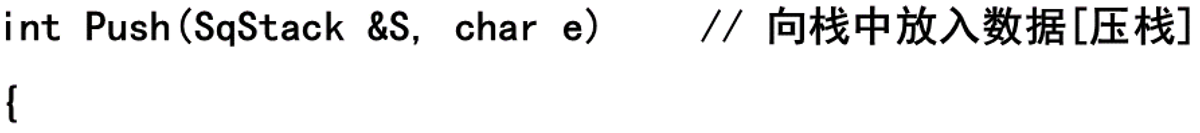 int Push(SqStack &S, char e)    // 向栈中放入数据[压栈]
{